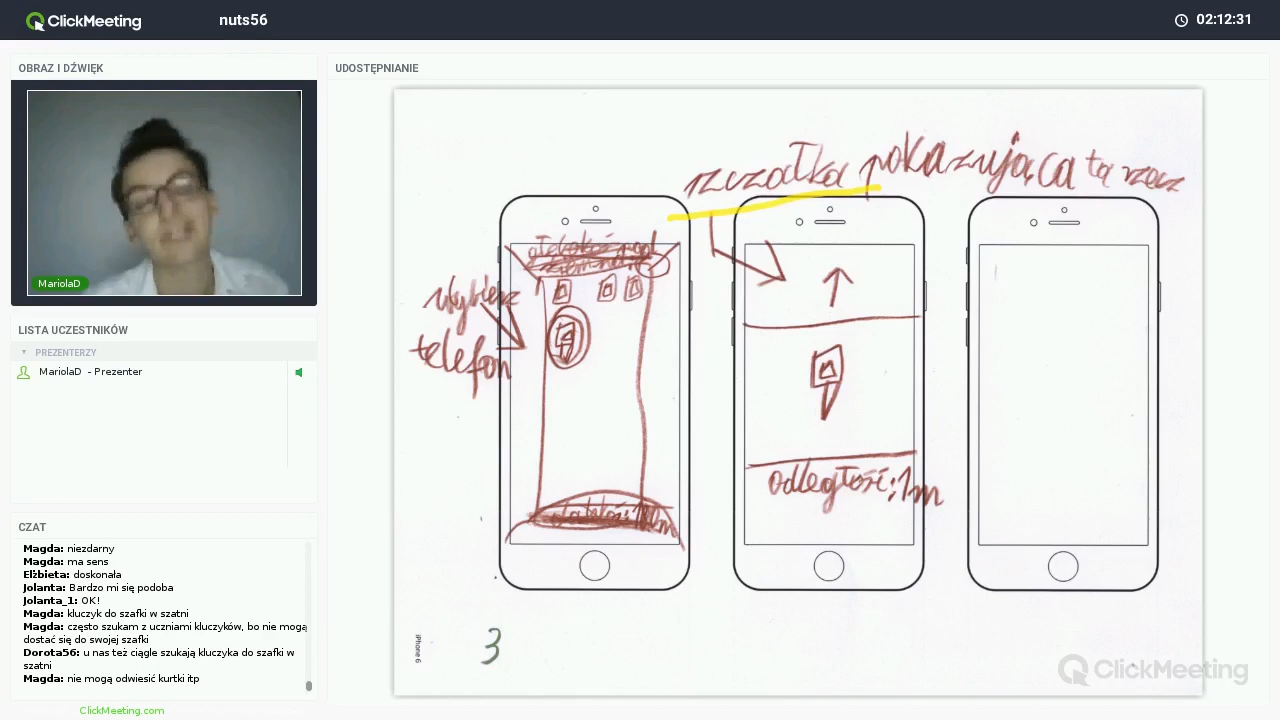 ClickMeeting
nuts56
02:12:31
OBRAZ I DŹWIĘK
UDOSTĘPNIANIE
MariolaD
LISTA UCZESTNIKÓW
PREZENTERZY
MariolaD - Prezenter
CZAT
Magda: niezdarny
Magda: ma sens
Elżbieta: doskonała
Jolanta: Bardzo mi się podoba
Jolanta_1: OK!
Magda: kluczyk do szafki w szatni
Magda: często szukam z uczniami kluczyków, bo nie mogą
dostać się do swojej szafki
Dorota56: u nas też ciągle szukają kluczyka do szafki w
szatni
Magda: nie mogą odwiesić kurtki itp
ClickMeeting.com
szczałka pokazująca tą rzecz
wybierz
telefon
odległość: 1m
iPhone 6
3
ClickMeeting